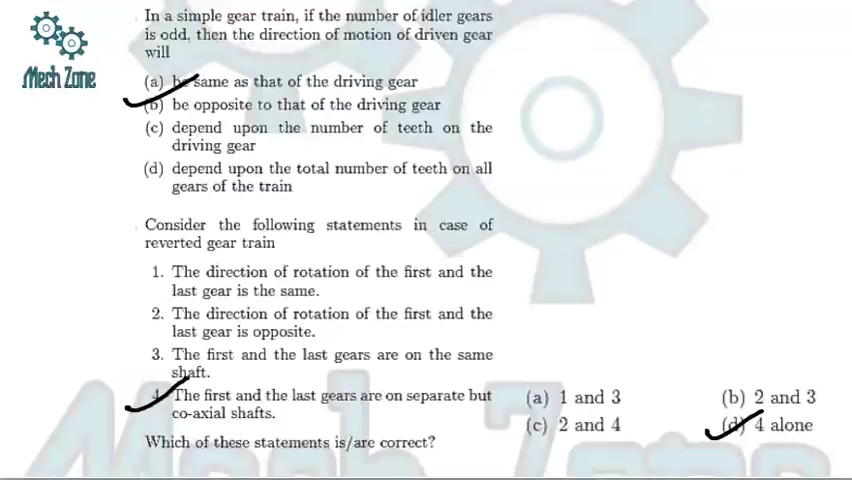 In a simple gear train, if the number of idler gears
is odd, then the direction of motion of driven gear
will
Mech Zone
(a) be same as that of the driving gear
(b) be opposite to that of the driving gear
(c) depend upon the number of teeth on the
driving gear
(d) depend upon the total number of teeth on all
gears of the train
Consider the following statements in case of
reverted gear train
1. The direction of rotation of the first and the
last gear is the same.
2. The direction of rotation of the first and the
last gear is opposite.
3. The first and the last gears are on the same
shaft.
4. The first and the last gears are on separate but
co-axial shafts.
Which of these statements is/are correct?
(a) 1 and 3
(b) 2 and 3
(c) 2 and 4
(d) 4 alone
Mech Zone